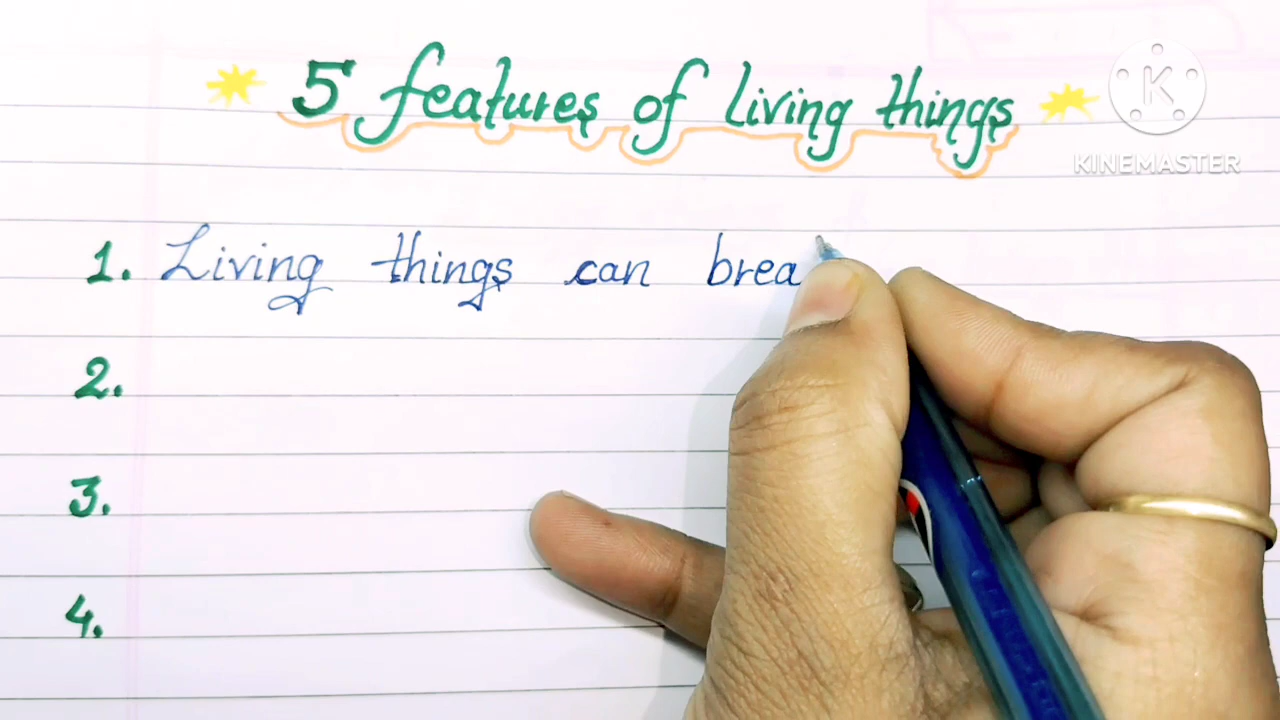 5 features of living things
K
KINEMASTER
1. Living things can brea
2.
3.
4.